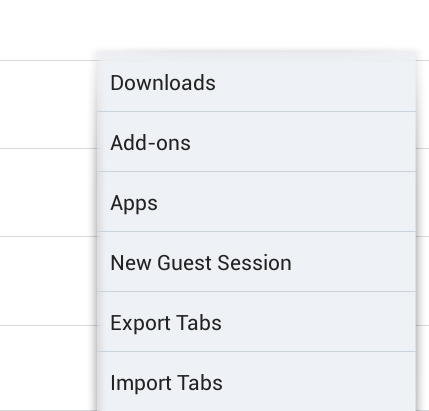 Downloads
Add-ons
Apps
New Guest Session
Export Tabs
Import Tabs